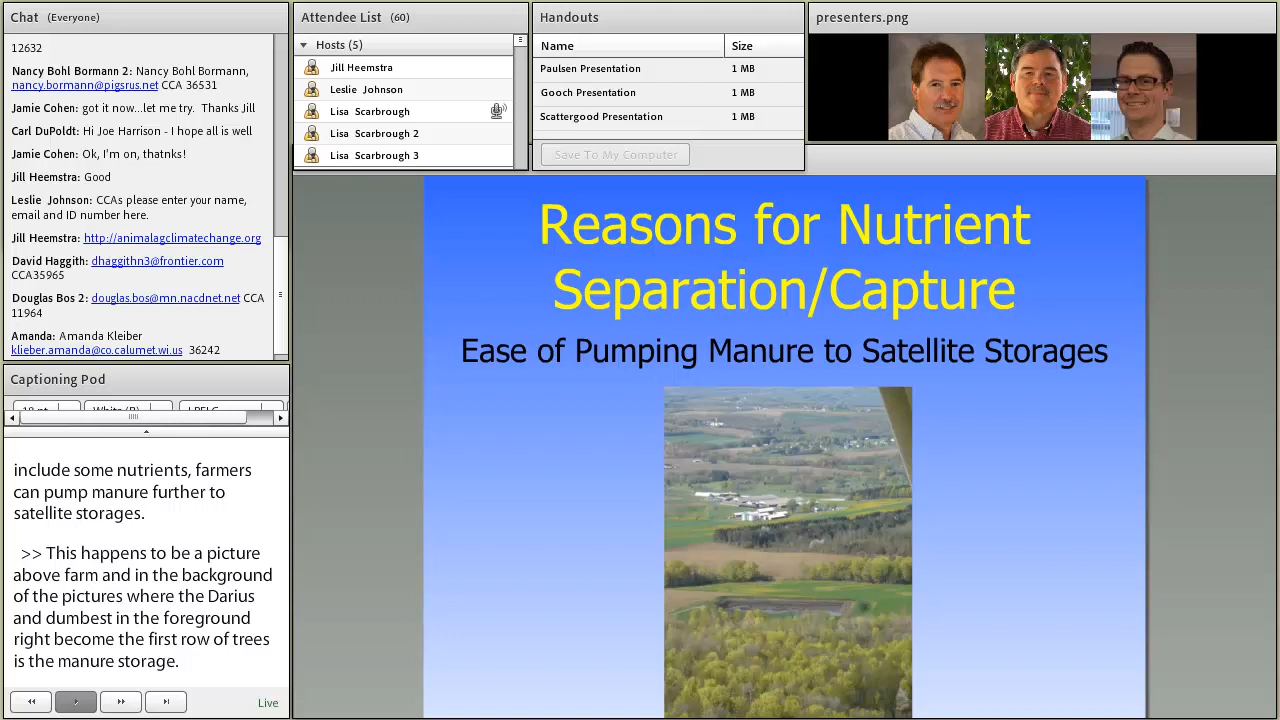 Chat (Everyone)
12632
Nancy Bohl Bormann 2: Nancy Bohl Bormann,
nancy.bormann@pigsrus.net CCA 36531
Jamie Cohen: got it now...let me try. Thanks Jill
Carl DuPoldt: Hi Joe Harrison - I hope all is well
Jamie Cohen: Ok, I'm on, thatnks!
Jill Heemstra: Good
Leslie Johnson: CCAs please enter your name,
email and ID number here.
Jill Heemstra: http://animalagclimatechange.org
David Haggith: dhaggithn3@frontier.com
CCA35965
Douglas Bos 2: douglas.bos@mn.nacdnet.net CCA
11964
Amanda: Amanda Kleiber
klieber.amanda@co.calumet.wi.us 36242
Captioning Pod
include some nutrients, farmers
can pump manure further to
satellite storages.
>> This happens to be a picture
above farm and in the background
of the pictures where the Darius
and dumbest in the foreground
right become the first row of trees
is the manure storage.
Live
Attendee List (60)
Hosts (5)
Jill Heemstra
Leslie Johnson
Lisa Scarbrough
Lisa Scarbrough 2
Lisa Scarbrough 3
Handouts
Name Size
Paulsen Presentation 1 MB
Gooch Presentation 1 MB
Scattergood Presentation 1 MB
Save To My Computer
presenters.png
Reasons for Nutrient
Separation/Capture
Ease of Pumping Manure to Satellite Storages